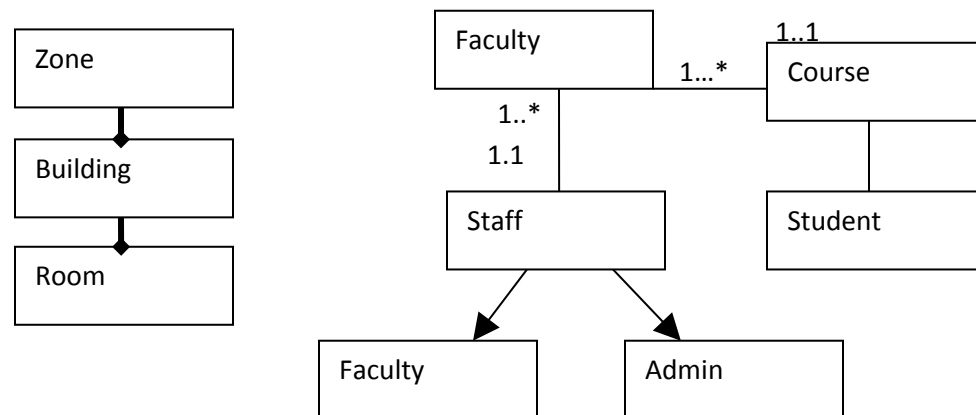 Zone
Building
Room
Faculty
1..1
1...*
Course
1..*
1.1
Staff
Student
Faculty
Admin